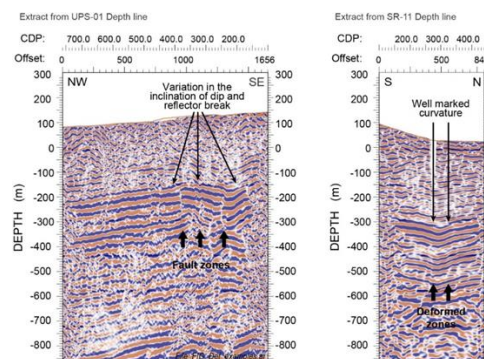 Extract from UPS-01 Depth line
CDP: 700.0 600.0 500.0 400.0 300.0 200.0
Offset: 0 500 1000 1656
300 NW SE 300
Variation in the
inclination of dip and
reflector break
200 200
100 100
0 0
DEPTH (m)
-100 -100
-200 -200
-300 -300
-400 -400
Fault zones
-500 -500
-600 -600
-700 -700
-800 -800
Extract from SR-11 Depth line
CDP: 200.0 300.0 400.0
Offset: 0 500 84
300 S N
Well marked
curvature
200
100
0
DEPTH (m)
-100
-200
-300
-400
-500
-600
Deformed
zones
-700
-800